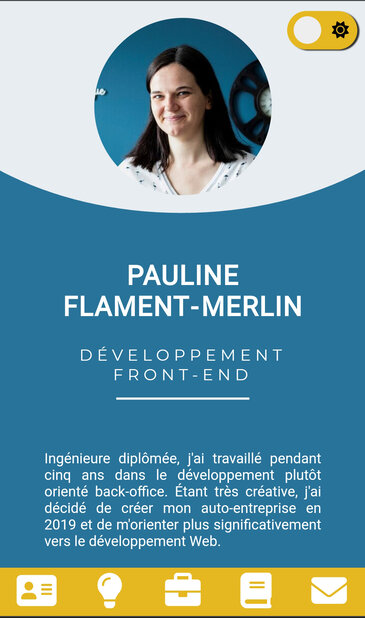 PAULINE
FLAMENT-MERLIN
DÉVELOPPEMENT
FRONT-END
Ingénieure diplômée, j'ai travaillé pendant
cinq ans dans le développement plutôt
orienté back-office. Étant très créative, j'ai
décidé de créer mon auto-entreprise en
2019 et de m'orienter plus significativement
vers le développement Web.